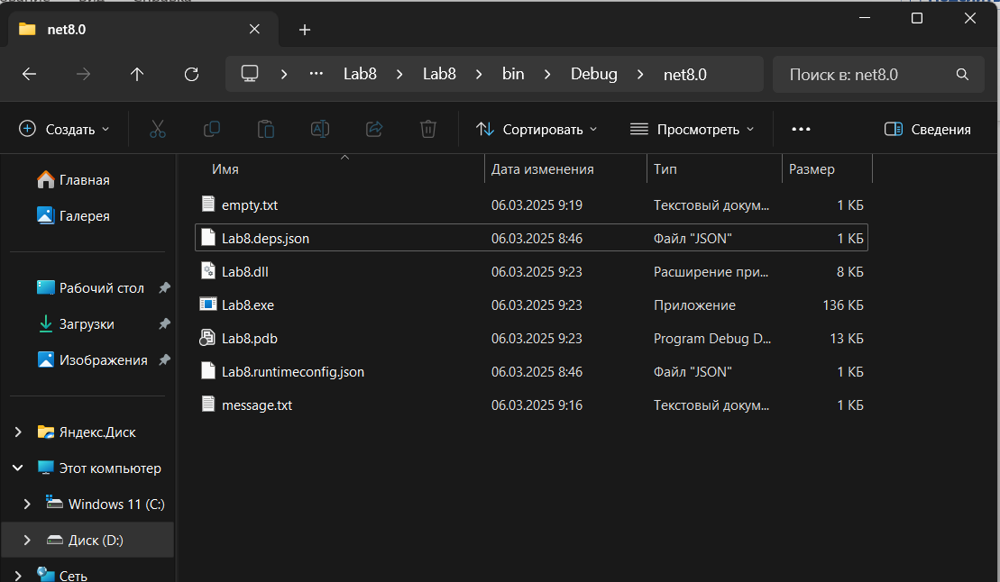 net8.0
Lab8 Lab8 bin Debug net8.0 Поиск в: net8.0
Создать Сортировать Просмотреть Сведения
Имя Дата изменения Тип Размер
Главная
Галерея
Рабочий стол
Загрузки
Изображения
Яндекс.Диск
Этот компьютер
Windows 11 (C:)
Диск (D:)
Сеть
empty.txt 06.03.2025 9:19 Текстовый докум... 1 КБ
Lab8.deps.json 06.03.2025 8:46 Файл "JSON" 1 КБ
Lab8.dll 06.03.2025 9:23 Расширение при... 8 КБ
Lab8.exe 06.03.2025 9:23 Приложение 136 КБ
Lab8.pdb 06.03.2025 9:23 Program Debug D... 13 КБ
Lab8.runtimeconfig.json 06.03.2025 8:46 Файл "JSON" 1 КБ
message.txt 06.03.2025 9:16 Текстовый докум... 1 КБ